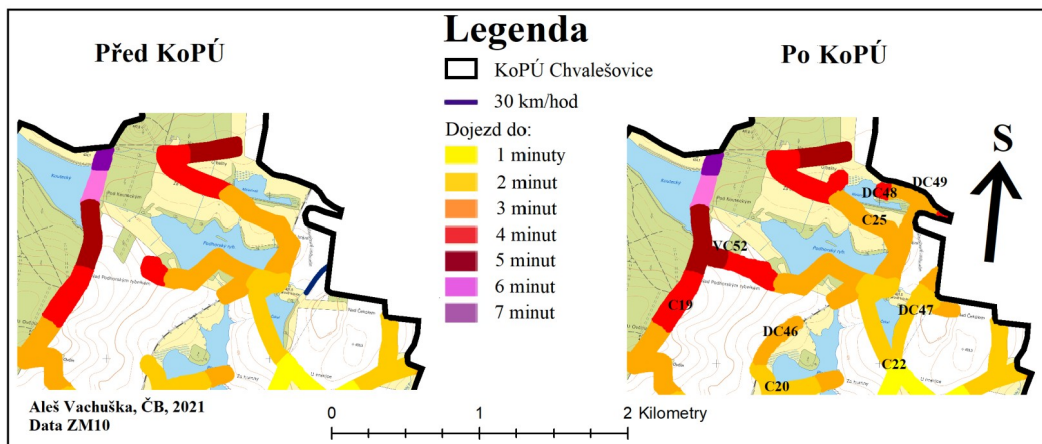 Legenda
Před KoPÚ
Po KoPÚ
KoPÚ Chvalešovice
30 km/hod
Dojezd do:
1 minuty
2 minut
3 minut
4 minut
5 minut
6 minut
7 minut
S
DC49
DC48
C25
VC52
C19
DC47
DC46
C22
C20
Aleš Vachuška, ČB, 2021
Data ZM10
0 1 2 Kilometry